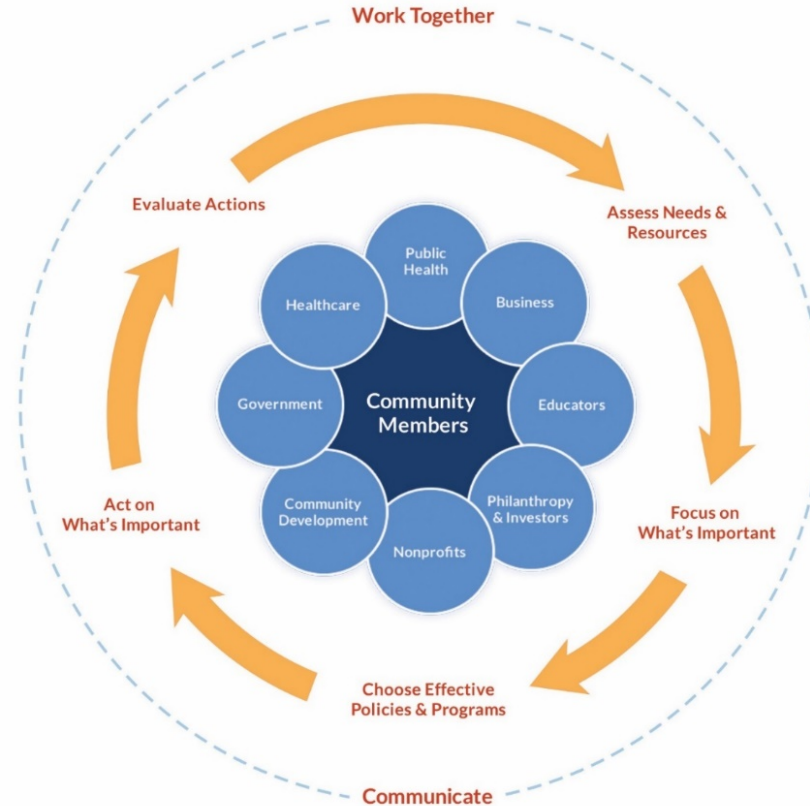 Work Together
Evaluate Actions
Assess Needs &
Resources
Public
Health
Healthcare
Business
Government
Community
Members
Educators
Community
Development
Philanthropy
& Investors
Nonprofits
Act on
What's Important
Focus on
What's Important
Choose Effective
Policies & Programs
Communicate